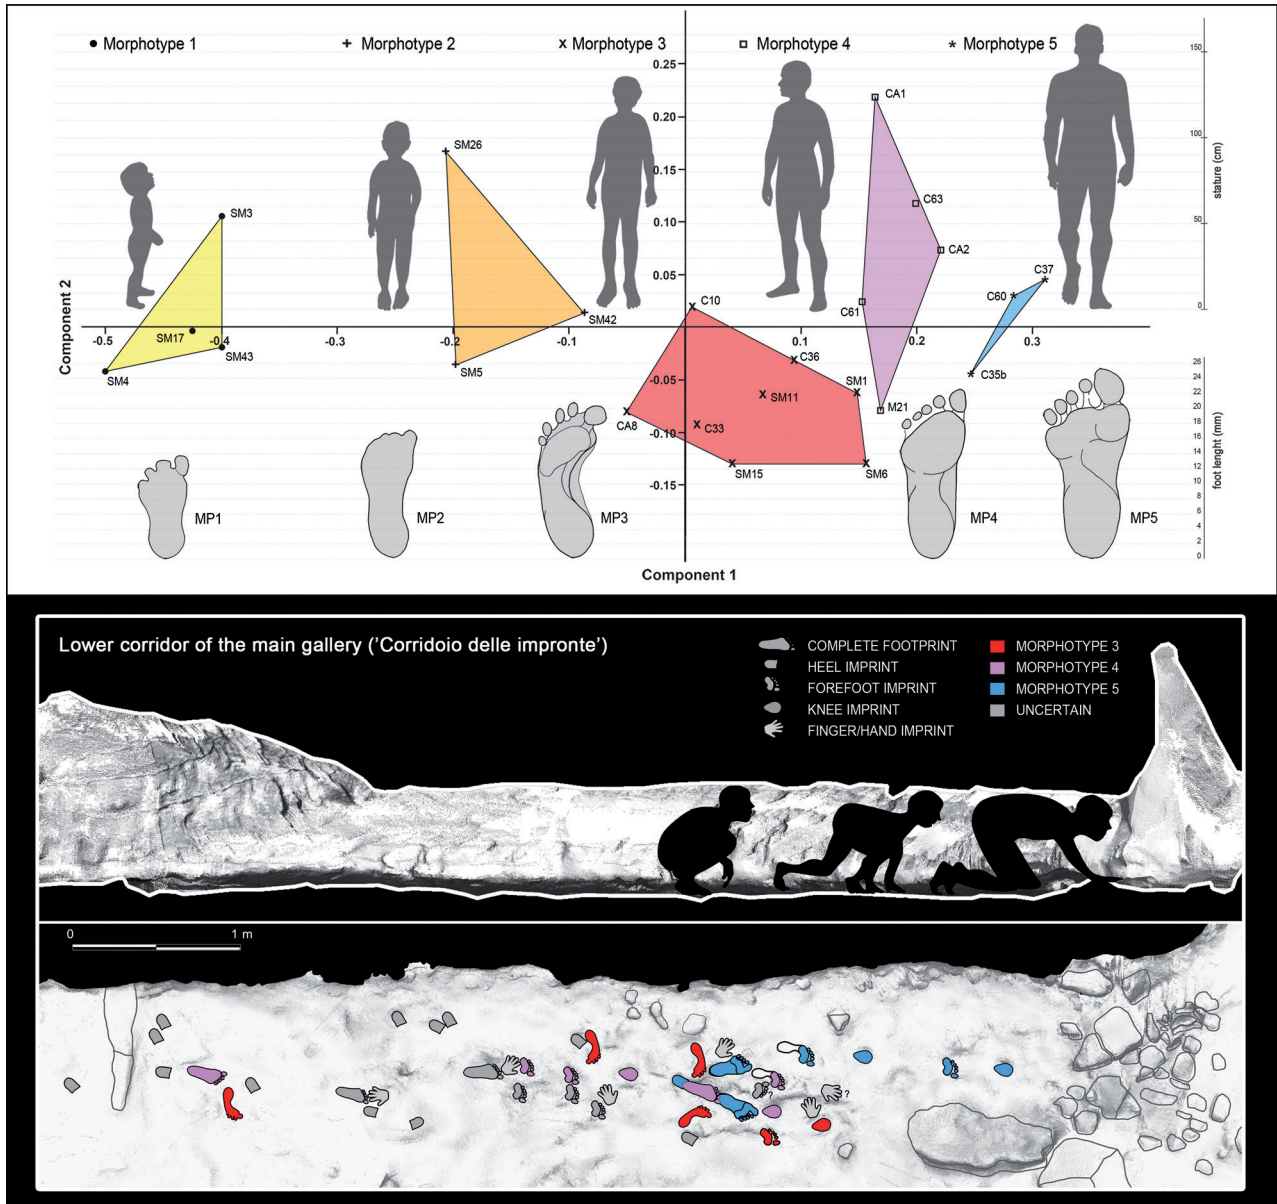 Morphotype 1
Morphotype 2
Morphotype 3
Morphotype 4
Morphotype 5
150
100
50
0
stature (cm)
0.25
0.20
0.15
0.10
0.05
-0.05
-0.10
-0.15
Component 2
-0.5
-0.4
-0.3
-0.2
-0.1
0.1
0.2
0.3
Component 1
SM3
SM17
SM43
SM4
SM26
SM42
SM5
C10
C36
SM1
SM11
C33
CA8
SM15
SM6
CA1
C63
CA2
C61
M21
C37
C60
C35b
MP1
MP2
MP3
MP4
MP5
26
24
22
20
18
16
14
12
10
8
6
4
2
0
foot lenght (mm)
Lower corridor of the main gallery ('Corridoio delle impronte')
COMPLETE FOOTPRINT
HEEL IMPRINT
FOREFOOT IMPRINT
KNEE IMPRINT
FINGER/HAND IMPRINT
MORPHOTYPE 3
MORPHOTYPE 4
MORPHOTYPE 5
UNCERTAIN
0 1 m
?
?